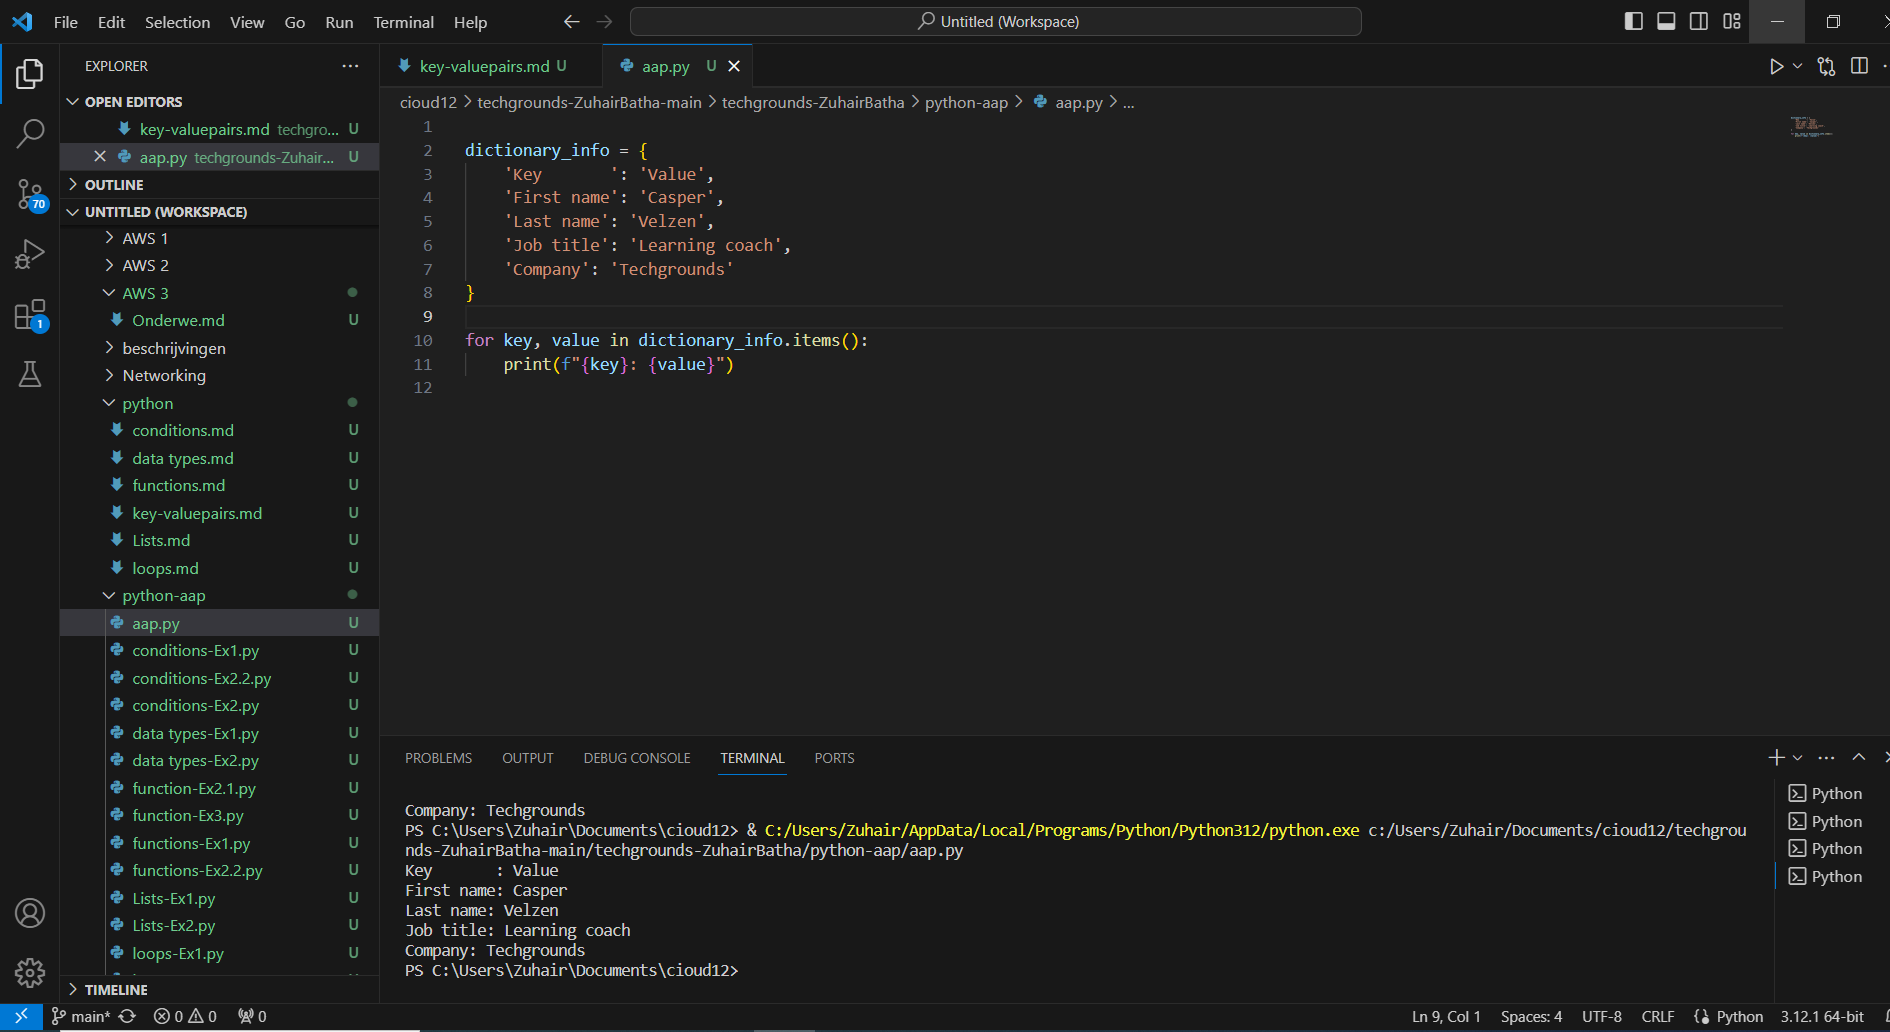 File Edit Selection View Go Run Terminal Help
Untitled (Workspace)
EXPLORER
OPEN EDITORS
key-valuepairs.md techgro... U
aap.py techgrounds-Zuhair... U
OUTLINE
UNTITLED (WORKSPACE)
AWS 1
AWS 2
AWS 3
Onderwe.md U
beschrijvingen
Networking
python
conditions.md U
data types.md U
functions.md U
key-valuepairs.md U
Lists.md U
loops.md U
python-aap
aap.py U
conditions-Ex1.py U
conditions-Ex2.2.py U
conditions-Ex2.py U
data types-Ex1.py U
data types-Ex2.py U
function-Ex2.1.py U
function-Ex3.py U
functions-Ex1.py U
functions-Ex2.2.py U
Lists-Ex1.py U
Lists-Ex2.py U
loops-Ex1.py U
TIMELINE
70
1
key-valuepairs.md U
aap.py U
cioud12 > techgrounds-ZuhairBatha-main > techgrounds-ZuhairBatha > python-aap > aap.py > ...
1
2 dictionary_info = {
3     'Key       ': 'Value',
4     'First name': 'Casper',
5     'Last name': 'Velzen',
6     'Job title': 'Learning coach',
7     'Company': 'Techgrounds'
8 }
9
10 for key, value in dictionary_info.items():
11     print(f"{key}: {value}")
12
PROBLEMS OUTPUT DEBUG CONSOLE TERMINAL PORTS
Company: Techgrounds
PS C:\Users\Zuhair\Documents\cioud12> & C:/Users/Zuhair/AppData/Local/Programs/Python/Python312/python.exe c:/Users/Zuhair/Documents/cioud12/techgrou
nds-ZuhairBatha-main/techgrounds-ZuhairBatha/python-aap/aap.py
Key       : Value
First name: Casper
Last name: Velzen
Job title: Learning coach
Company: Techgrounds
PS C:\Users\Zuhair\Documents\cioud12>
Python
Python
Python
Python
main* 0 0 0
Ln 9, Col 1 Spaces: 4 UTF-8 CRLF Python 3.12.1 64-bit